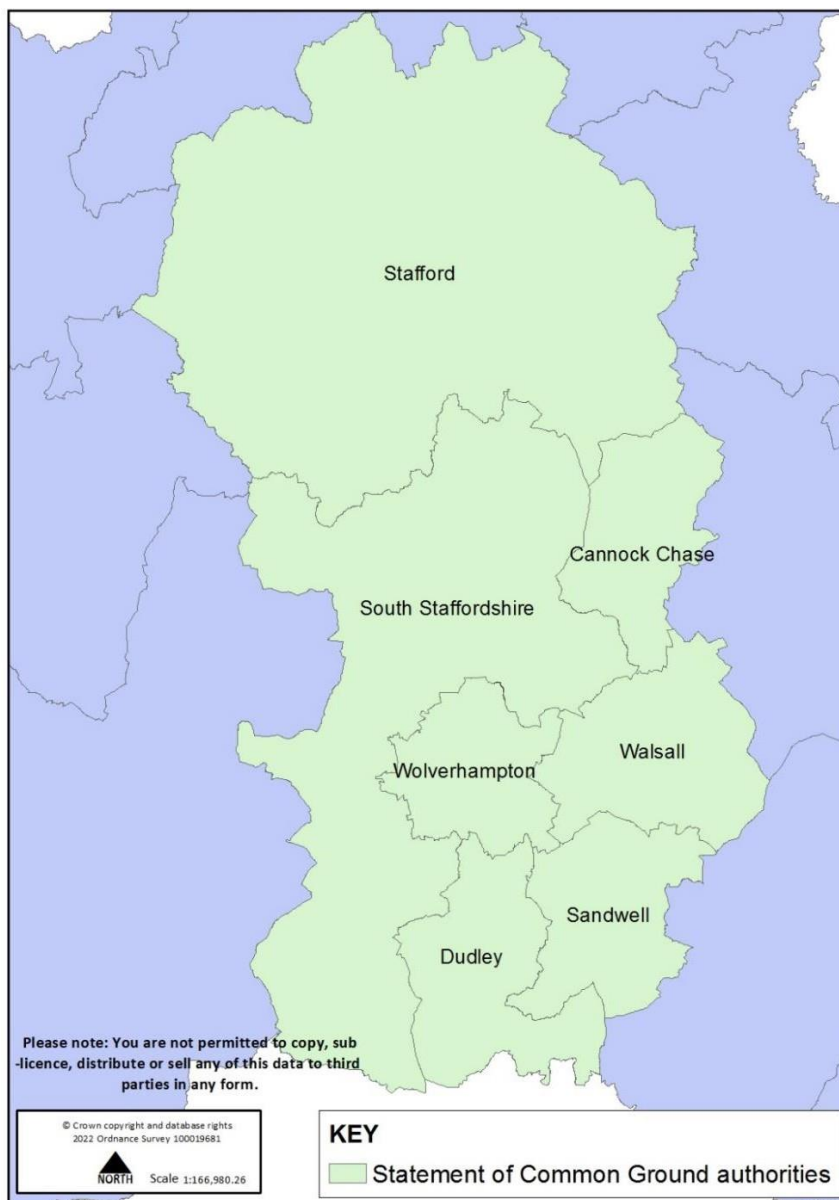 Stafford
Cannock Chase
South Staffordshire
Walsall
Wolverhampton
Sandwell
Dudley
Please note: You are not permitted to copy, sub
-licence, distribute or sell any of this data to third
parties in any form.
© Crown copyright and database rights
2022 Ordnance Survey 100019681
NORTH Scale 1:166,980.26
KEY
Statement of Common Ground authorities